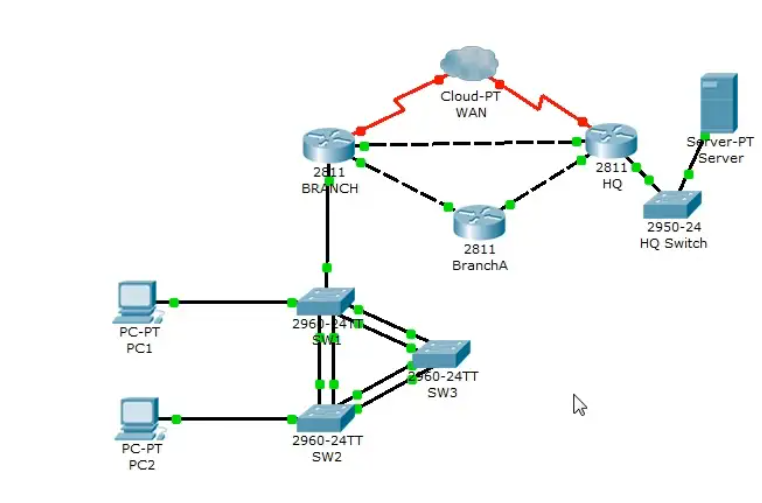 Cloud-PT
WAN
Server-PT
Server
2811
BRANCH
2811
HQ
2950-24
HQ Switch
2811
BranchA
PC-PT
PC1
2960-24TT
SW1
2960-24TT
SW3
PC-PT
PC2
2960-24TT
SW2